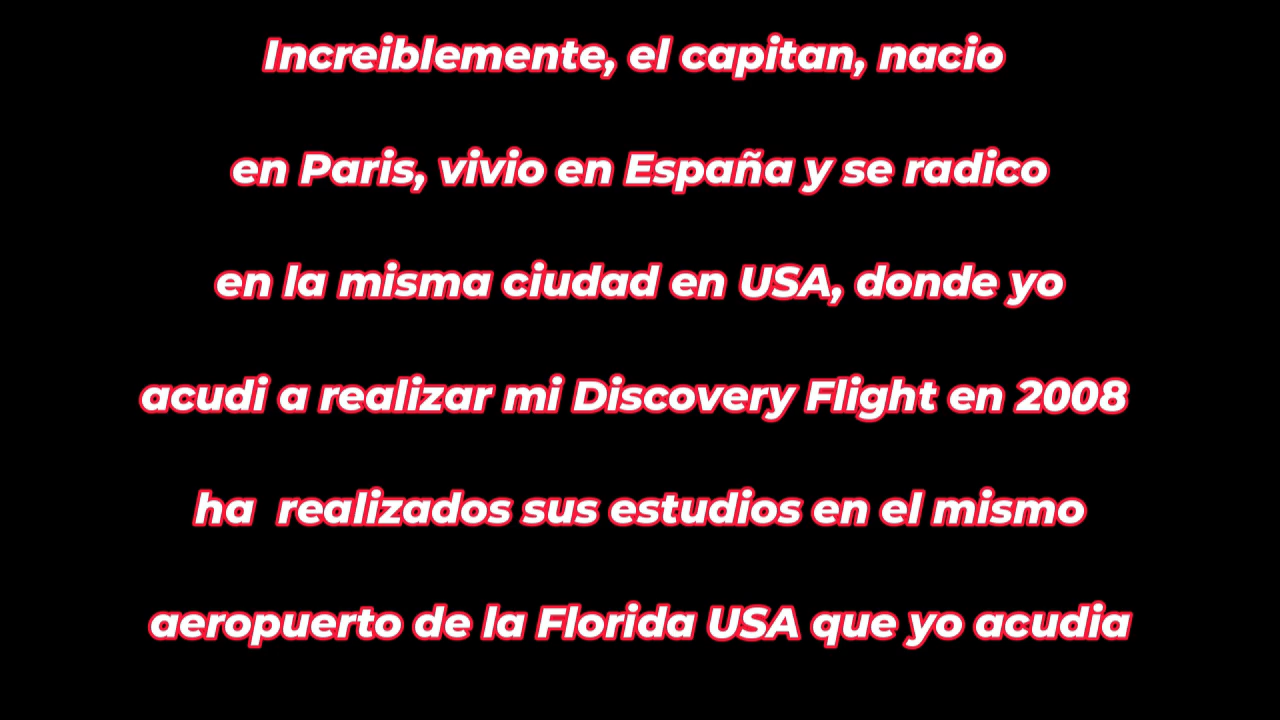 Increiblemente, el capitan, nacio
en Paris, vivio en España y se radico
en la misma ciudad en USA, donde yo
acudi a realizar mi Discovery Flight en 2008
ha  realizados sus estudios en el mismo
aeropuerto de la Florida USA que yo acudia